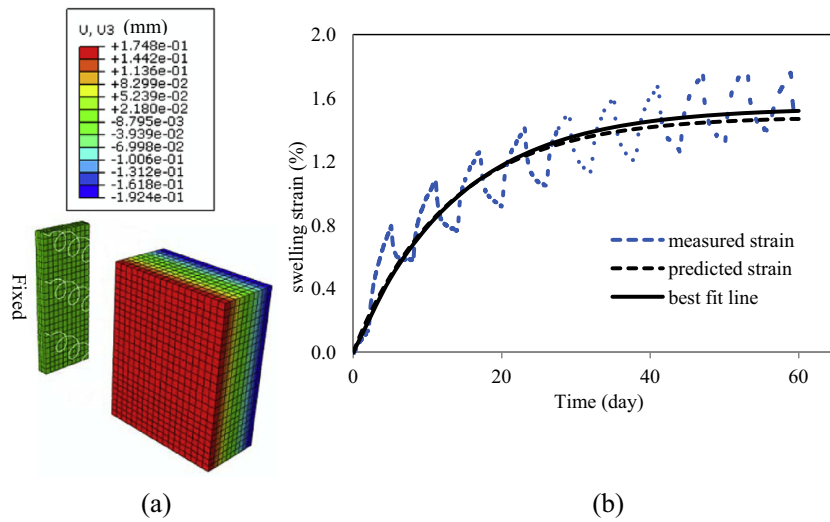 U, U3 (mm)
+1.748e-01
+1.442e-01
+1.136e-01
+8.299e-02
+5.239e-02
+2.180e-02
-8.795e-03
-3.939e-02
-6.998e-02
-1.006e-01
-1.312e-01
-1.618e-01
-1.924e-01
Fixed
(a)
2.0
1.6
1.2
0.8
0.4
0.0
swelling strain (%)
measured strain
predicted strain
best fit line
0
20
40
60
Time (day)
(b)